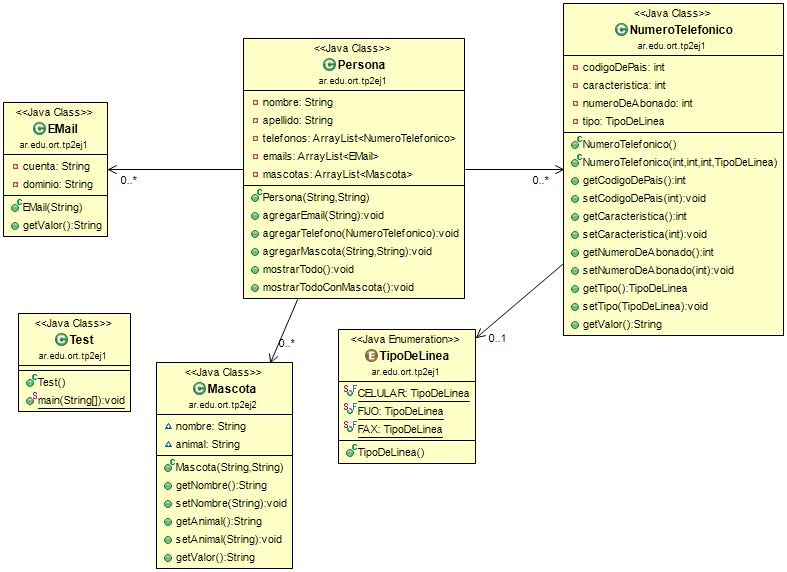 <<Java Class>>
EMail
ar.edu.ort.tp2ej1
cuenta: String
dominio: String
EMail(String)
getValor():String
0..*
<<Java Class>>
Persona
ar.edu.ort.tp2ej1
nombre: String
apellido: String
telefonos: ArrayList<NumeroTelefonico>
emails: ArrayList<EMail>
mascotas: ArrayList<Mascota>
Persona(String,String)
agregarEmail(String):void
agregarTelefono(NumeroTelefonico):void
agregarMascota(String,String):void
mostrarTodo():void
mostrarTodoConMascota():void
0..*
<<Java Class>>
NumeroTelefonico
ar.edu.ort.tp2ej1
codigoDePais: int
caracteristica: int
numeroDeAbonado: int
tipo: TipoDeLinea
NumeroTelefonico()
NumeroTelefonico(int,int,int,TipoDeLinea)
getCodigoDePais():int
setCodigoDePais(int):void
getCaracteristica():int
setCaracteristica(int):void
getNumeroDeAbonado():int
setNumeroDeAbonado(int):void
getTipo():TipoDeLinea
setTipo(TipoDeLinea):void
getValor():String
<<Java Class>>
Test
ar.edu.ort.tp2ej1
Test()
main(String[]):void
0..*
<<Java Class>>
Mascota
ar.edu.ort.tp2ej2
nombre: String
animal: String
Mascota(String,String)
getNombre():String
setNombre(String):void
getAnimal():String
setAnimal(String):void
getValor():String
0..1
<<Java Enumeration>>
TipoDeLinea
ar.edu.ort.tp2ej1
CELULAR: TipoDeLinea
FIJO: TipoDeLinea
FAX: TipoDeLinea
TipoDeLinea()